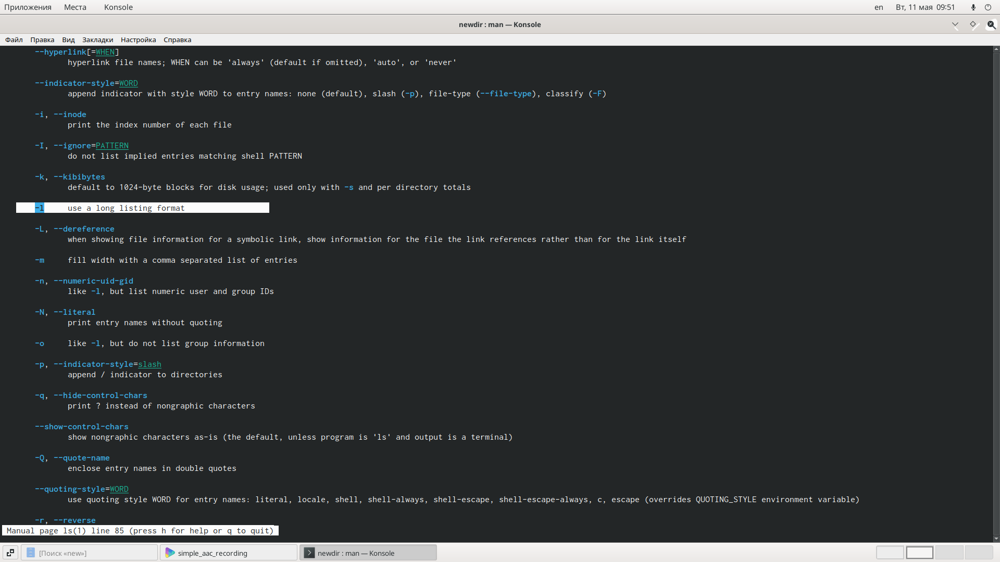 Приложения Места Konsole en Вт, 11 мая 09:51
newdir : man — Konsole
Файл Правка Вид Закладки Настройка Справка
--hyperlink[=WHEN]
hyperlink file names; WHEN can be 'always' (default if omitted), 'auto', or 'never'
--indicator-style=WORD
append indicator with style WORD to entry names: none (default), slash (-p), file-type (--file-type), classify (-F)
-i, --inode
print the index number of each file
-I, --ignore=PATTERN
do not list implied entries matching shell PATTERN
-k, --kibibytes
default to 1024-byte blocks for disk usage; used only with -s and per directory totals
-l use a long listing format
-L, --dereference
when showing file information for a symbolic link, show information for the file the link references rather than for the link itself
-m fill width with a comma separated list of entries
-n, --numeric-uid-gid
like -l, but list numeric user and group IDs
-N, --literal
print entry names without quoting
-o like -l, but do not list group information
-p, --indicator-style=slash
append / indicator to directories
-q, --hide-control-chars
print ? instead of nongraphic characters
--show-control-chars
show nongraphic characters as-is (the default, unless program is 'ls' and output is a terminal)
-Q, --quote-name
enclose entry names in double quotes
--quoting-style=WORD
use quoting style WORD for entry names: literal, locale, shell, shell-always, shell-escape, shell-escape-always, c, escape (overrides QUOTING_STYLE environment variable)
-r, --reverse
Manual page ls(1) line 85 (press h for help or q to quit)
[Поиск «new»] simple_aac_recording newdir : man — Konsole